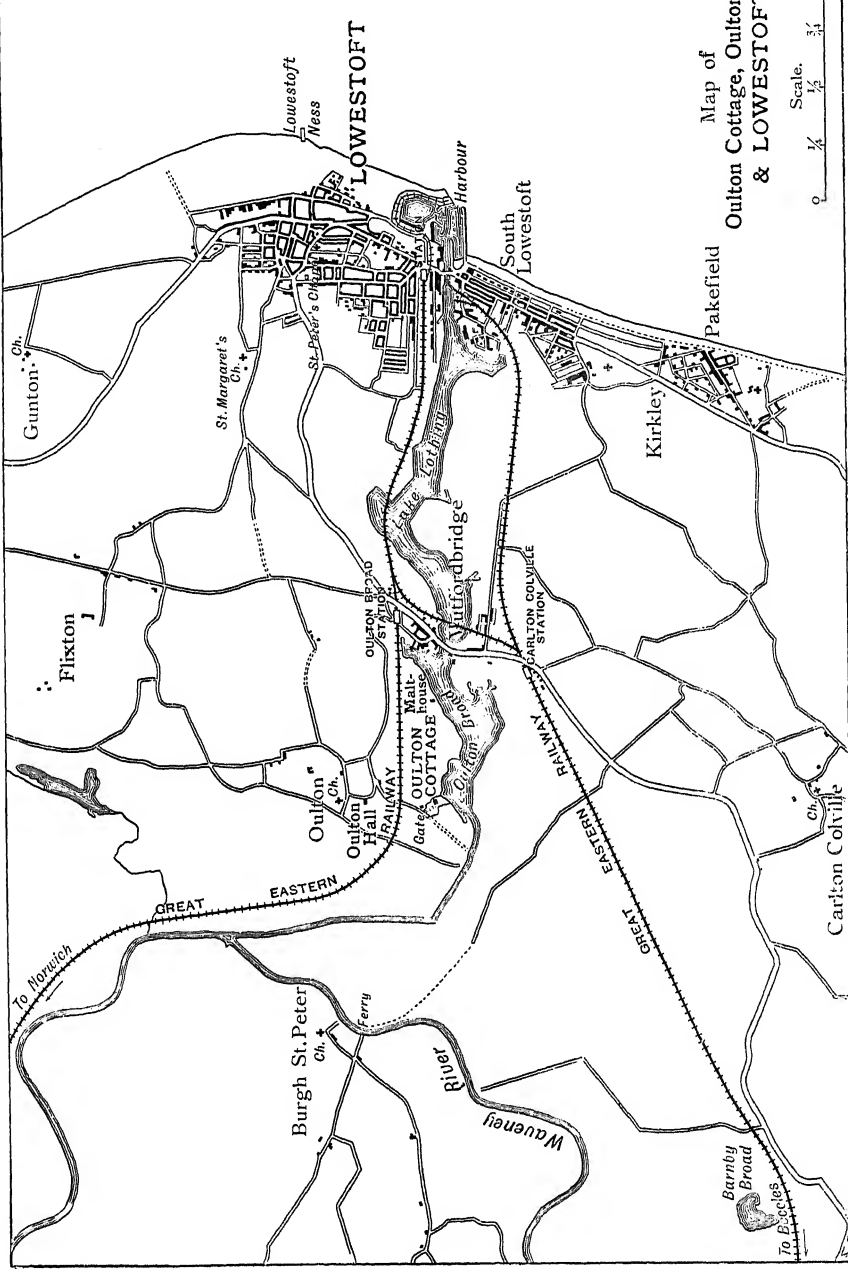 Map of
Oulton Cottage, Oulton
& LOWESTOFT
Scale.
0 ¼ ½ ¾
To Norwich
GREAT EASTERN RAILWAY
Flixton
Gunton
Ch.
Lowestoft
Ness
LOWESTOFT
St. Margaret's
Ch.
St. Peter's
Harbour
South
Lowestoft
Lake Lothing
Mutfordbridge
OULTON BROAD
STATION
Oulton
Ch.
Oulton
Hall
Malt-
house
OULTON
COTTAGE
Gate
Oulton Broad
CARLTON COLVILLE
STATION
Burgh St. Peter
Ch.
Ferry
River
Waveney
GREAT EASTERN RAILWAY
Kirkley
Pakefield
Carlton Colville
Ch.
Barnby
Broad
To Beccles